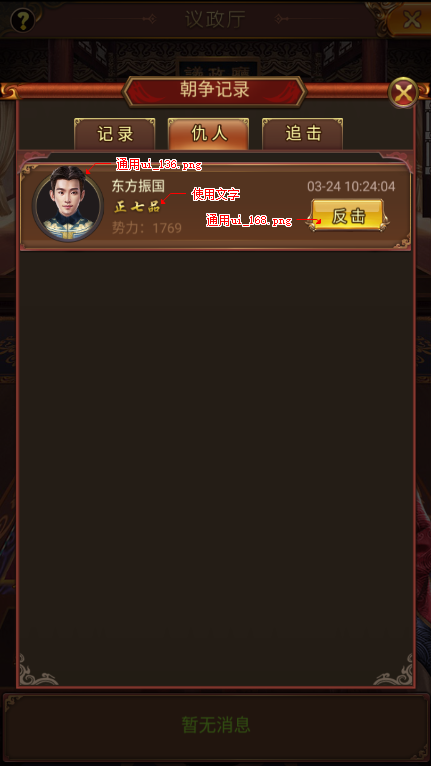 ?
议政厅
朝争记录
记录
仇人
追击
通用ui_136.png
东方振国
03-24 10:24:04
正七品
使用文字
通用ui_168.png
反击
势力：1769
暂无消息